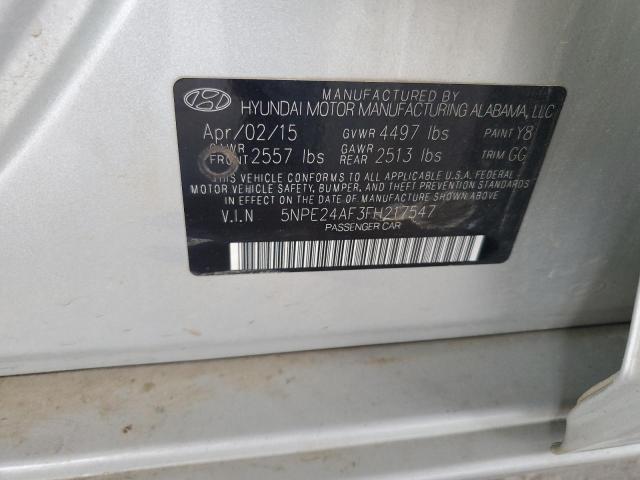 MANUFACTURED BY
HYUNDAI MOTOR MANUFACTURING ALABAMA, LLC
Apr/02/15 GVWR 4497 lbs PAINT Y8
GAWR FRONT 2557 lbs GAWR REAR 2513 lbs TRIM GG
THIS VEHICLE CONFORMS TO ALL APPLICABLE U.S.A. FEDERAL
MOTOR VEHICLE SAFETY, BUMPER, AND THEFT PREVENTION
STANDARDS IN EFFECT ON THE DATE OF MANUFACTURE SHOWN ABOVE
V.I.N 5NPE24AF3FH217547
PASSENGER CAR